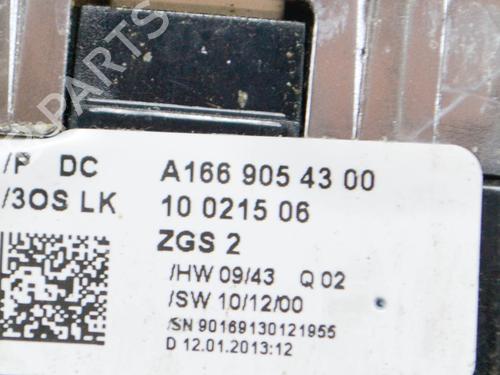 /P DC A166 905 43 00
/3OS LK 10 0215 06
ZGS 2
/HW 09/43 Q 02
/SW 10/12/00
/SN 90169130121955
D 12.01.2013:12